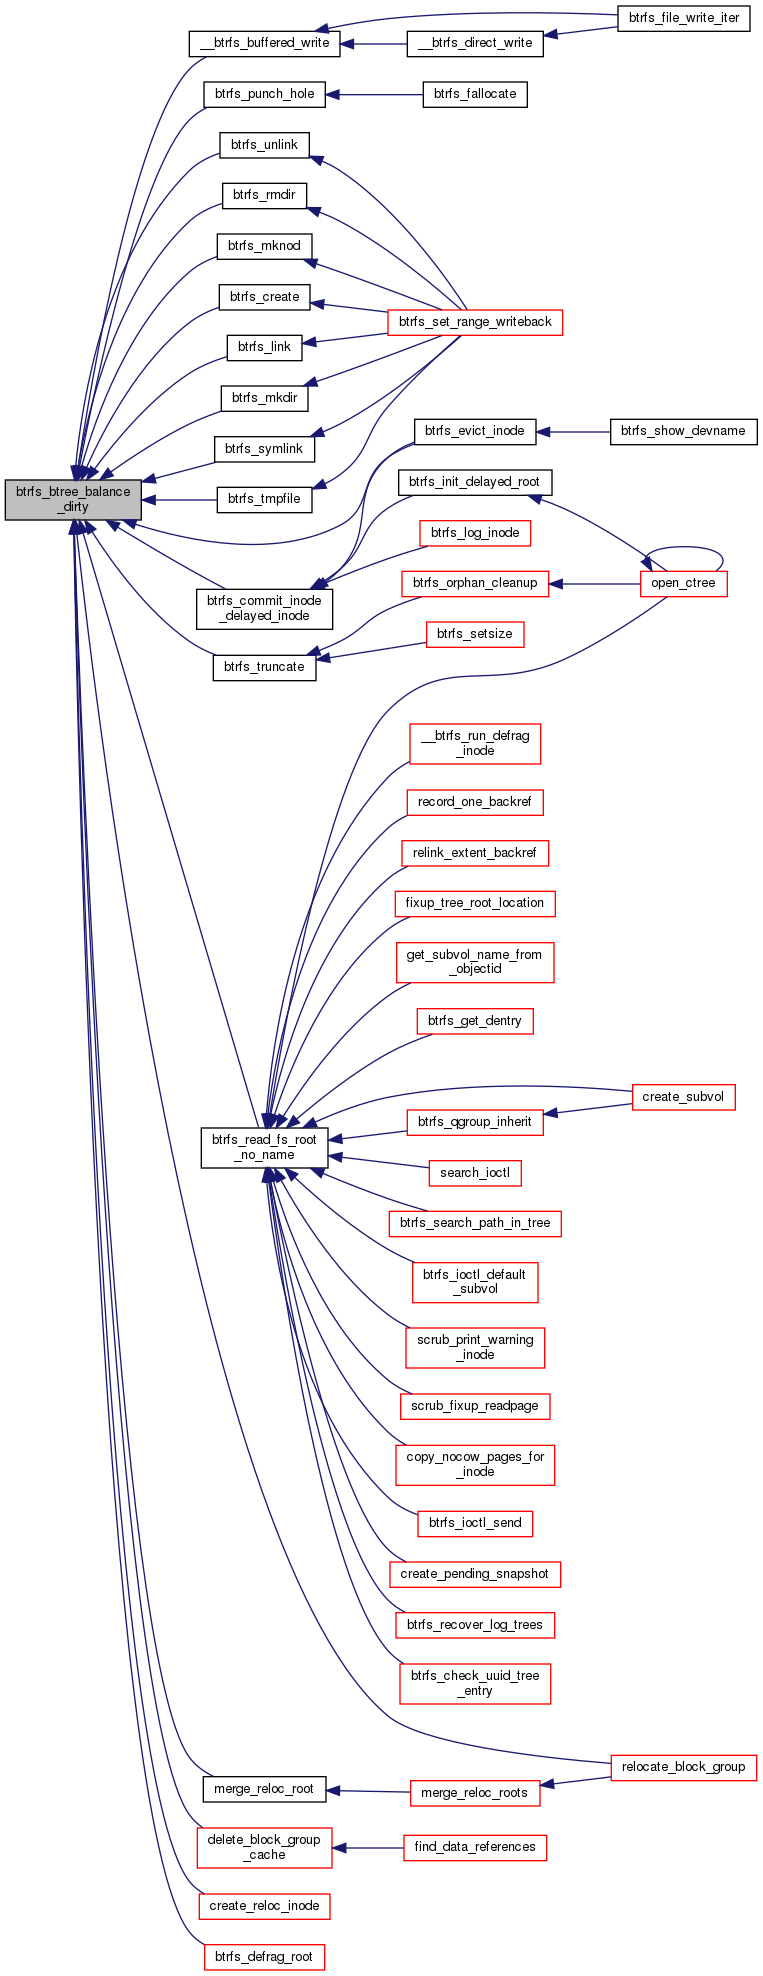 btrfs_file_write_iter
__btrfs_buffered_write
__btrfs_direct_write
btrfs_punch_hole
btrfs_fallocate
btrfs_unlink
btrfs_rmdir
btrfs_mknod
btrfs_create
btrfs_set_range_writeback
btrfs_link
btrfs_mkdir
btrfs_evict_inode
btrfs_show_devname
btrfs_symlink
btrfs_init_delayed_root
btrfs_btree_balance
_dirty
btrfs_tmpfile
btrfs_log_inode
btrfs_orphan_cleanup
open_ctree
btrfs_commit_inode
_delayed_inode
btrfs_setsize
btrfs_truncate
__btrfs_run_defrag
_inode
record_one_backref
relink_extent_backref
fixup_tree_root_location
get_subvol_name_from
_objectid
btrfs_get_dentry
create_subvol
btrfs_qgroup_inherit
btrfs_read_fs_root
_no_name
search_ioctl
btrfs_search_path_in_tree
btrfs_ioctl_default
_subvol
scrub_print_warning
_inode
scrub_fixup_readpage
copy_nocow_pages_for
_inode
btrfs_ioctl_send
create_pending_snapshot
btrfs_recover_log_trees
btrfs_check_uuid_tree
_entry
relocate_block_group
merge_reloc_root
merge_reloc_roots
delete_block_group
_cache
find_data_references
create_reloc_inode
btrfs_defrag_root